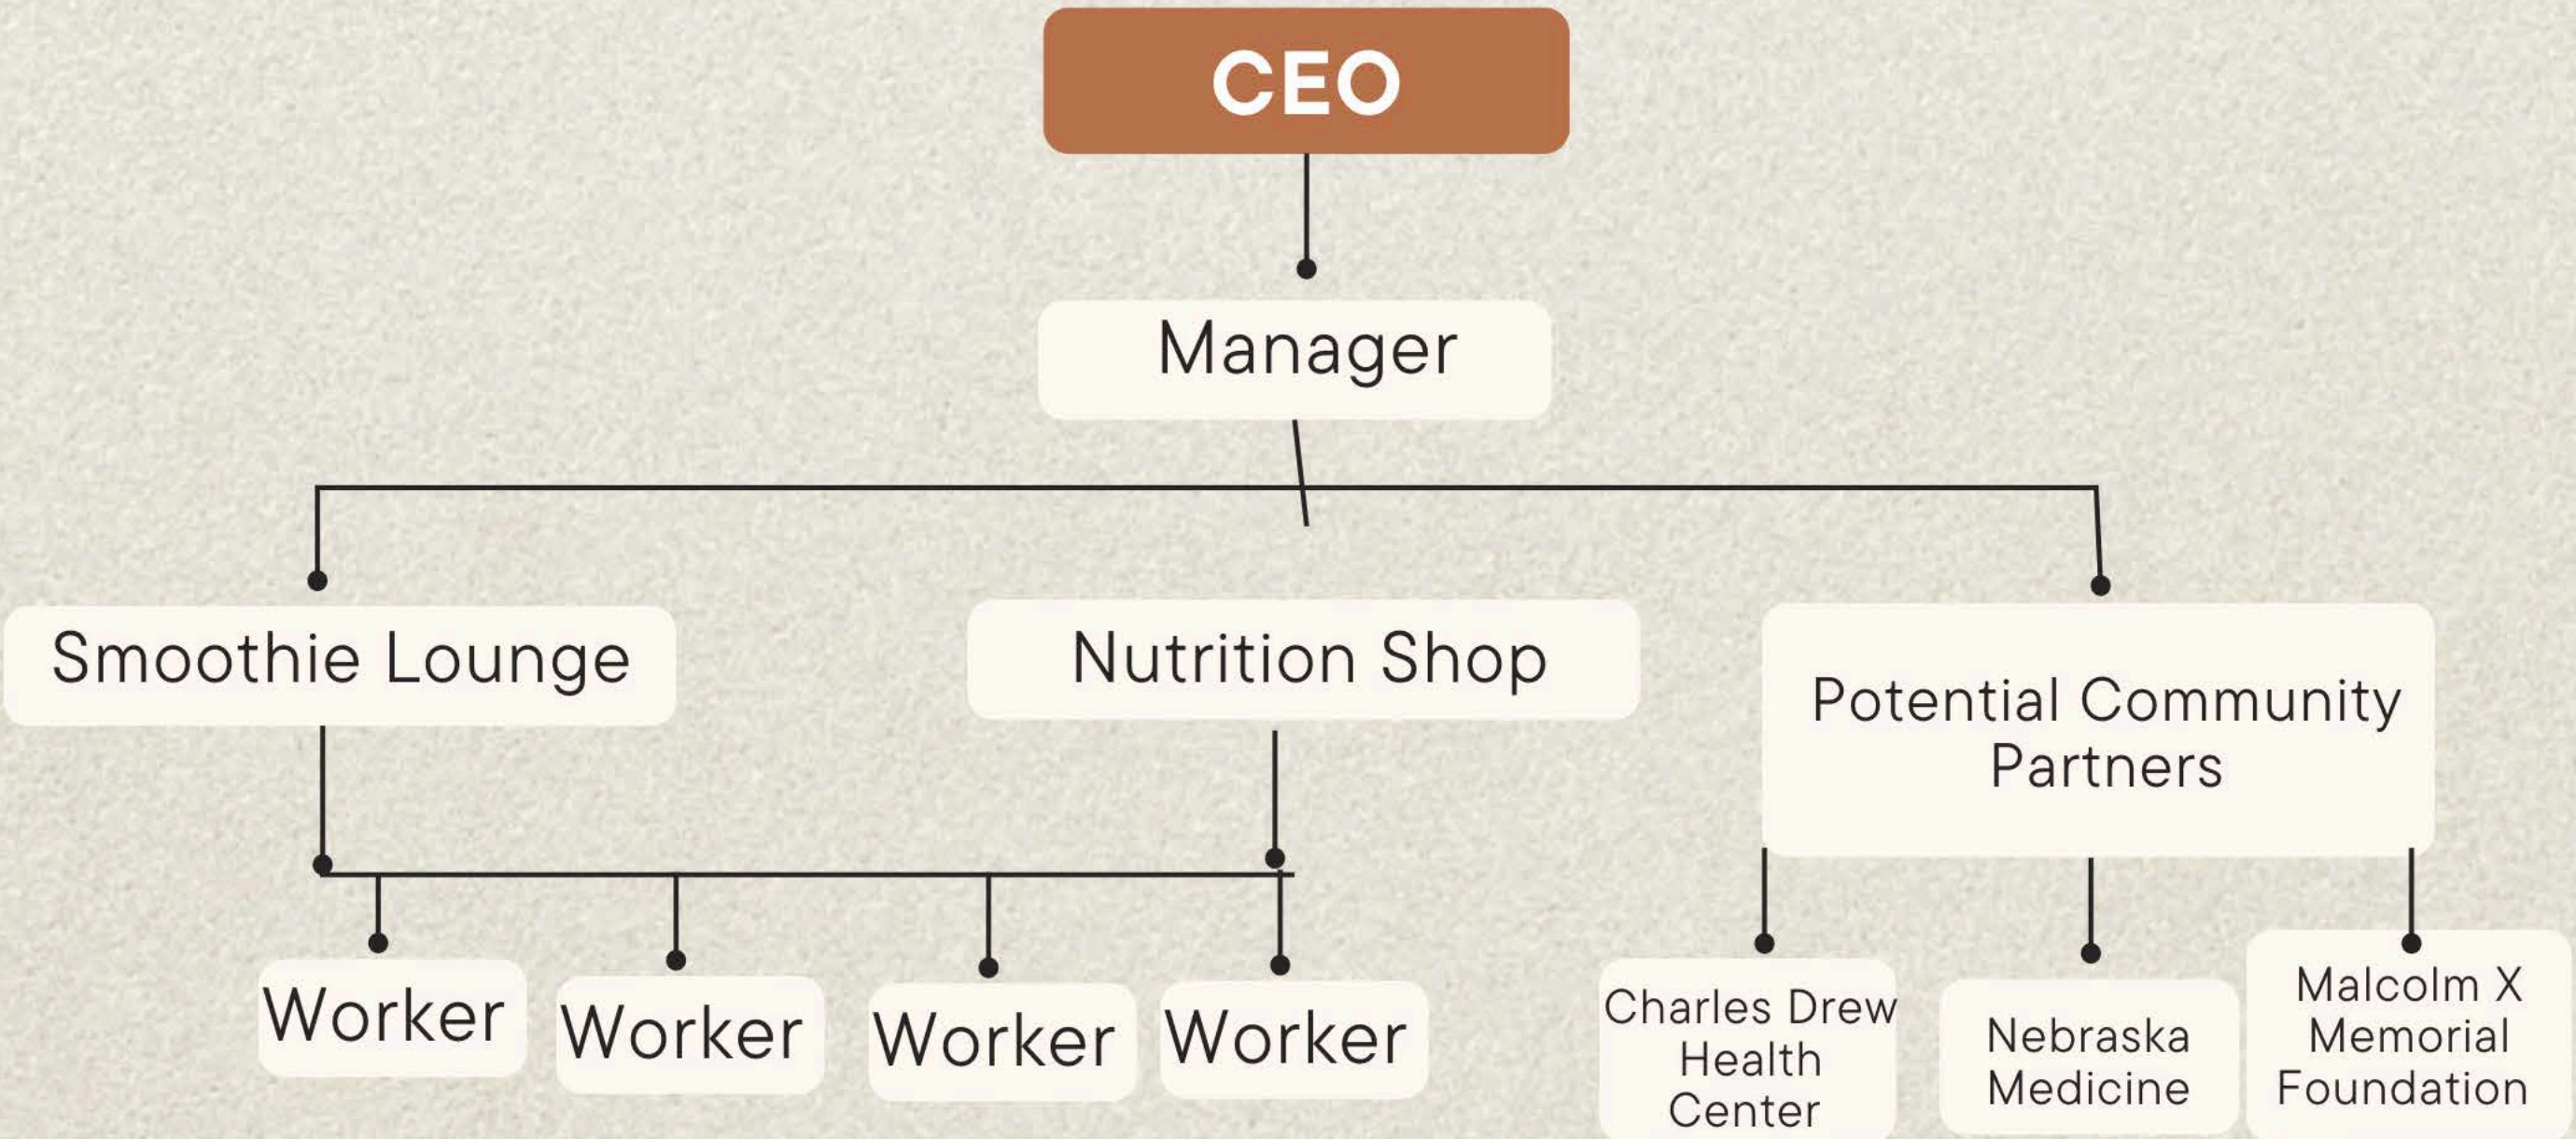 CEO
Manager
Smoothie Lounge
Nutrition Shop
Potential Community
Partners
Worker
Worker
Worker
Worker
Charles Drew
Health
Center
Nebraska
Medicine
Malcolm X
Memorial
Foundation